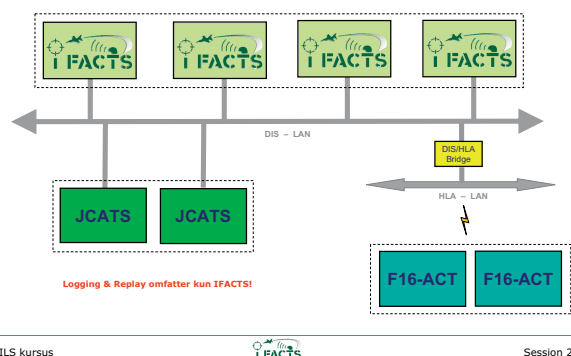 I FACTS
I FACTS
I FACTS
I FACTS
DIS – LAN
DIS/HLA
Bridge
HLA – LAN
JCATS
JCATS
F16-ACT
F16-ACT
Logging & Replay omfatter kun IFACTS!
ILS kursus
I FACTS
Session 2